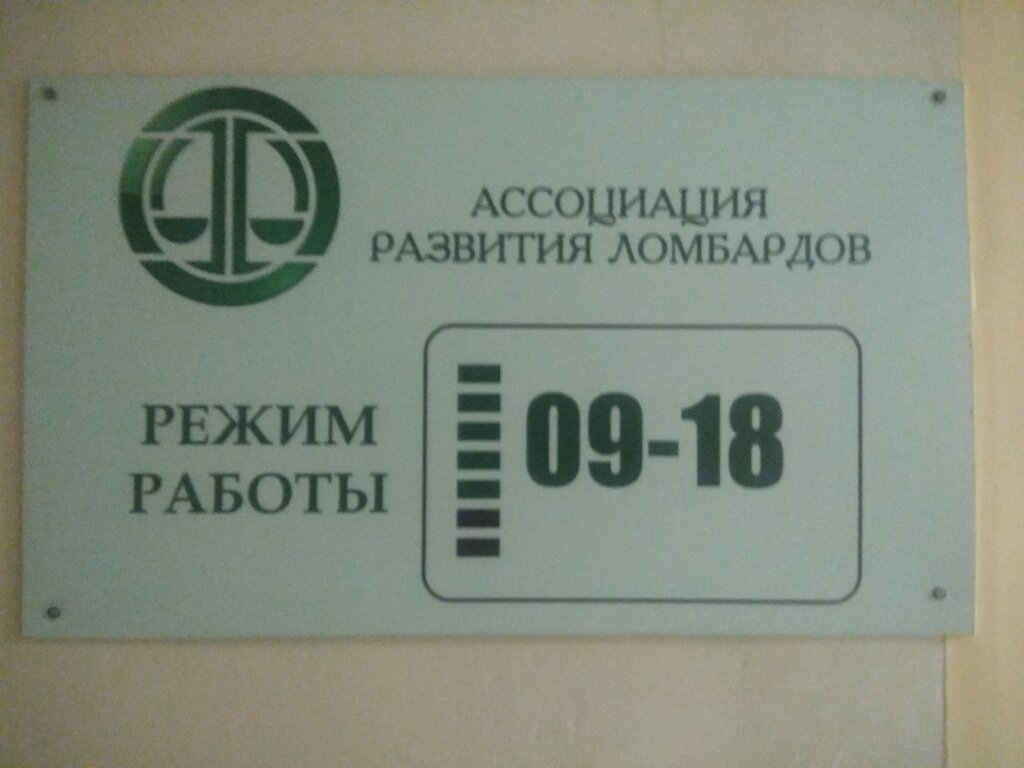 АССОЦИАЦИЯ
РАЗВИТИЯ ЛОМБАРДОВ
РЕЖИМ
РАБОТЫ
09-18